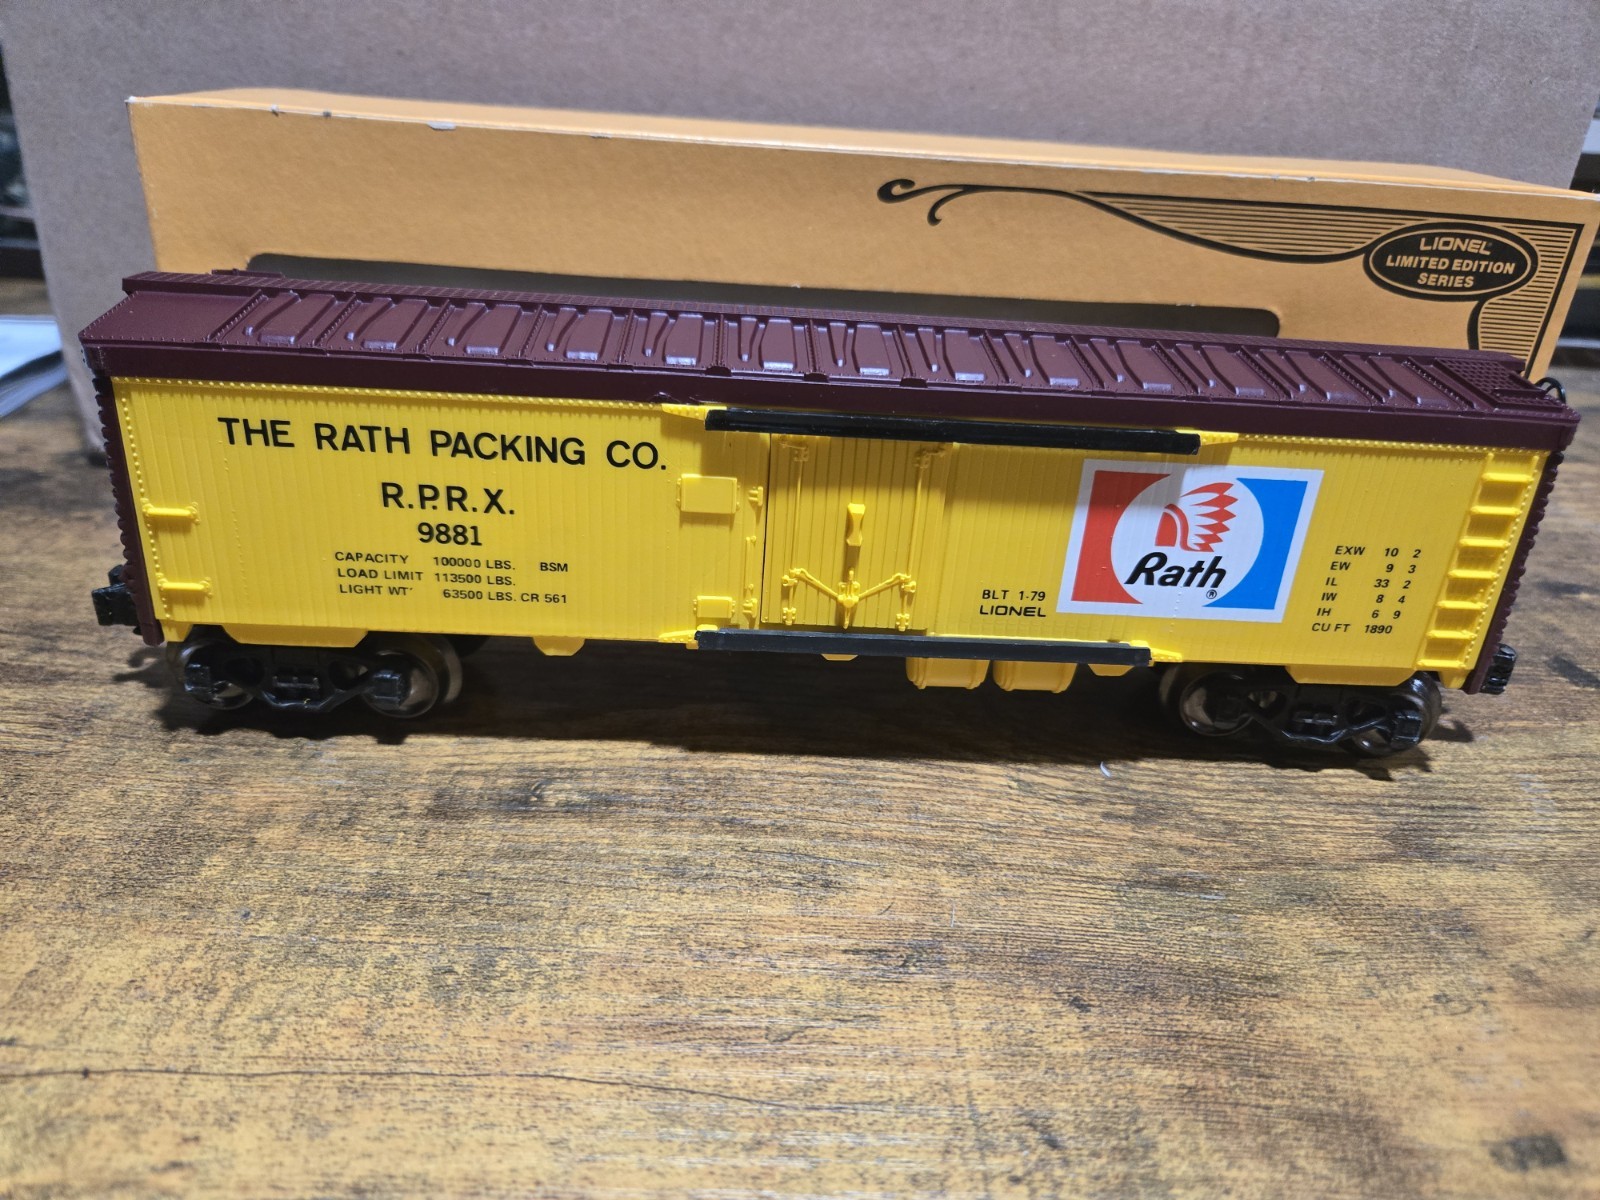 LIONEL
LIMITED EDITION
SERIES
THE RATH PACKING CO.
R.P.R.X.
9881
CAPACITY 100000 LBS. BSM
LOAD LIMIT 113500 LBS.
LIGHT WT' 63500 LBS. CR 561
BLT 1-79
LIONEL
Rath®
EXW 10 2
EW 9 3
IL 33 2
IW 8 4
IH 6 9
CU FT 1890